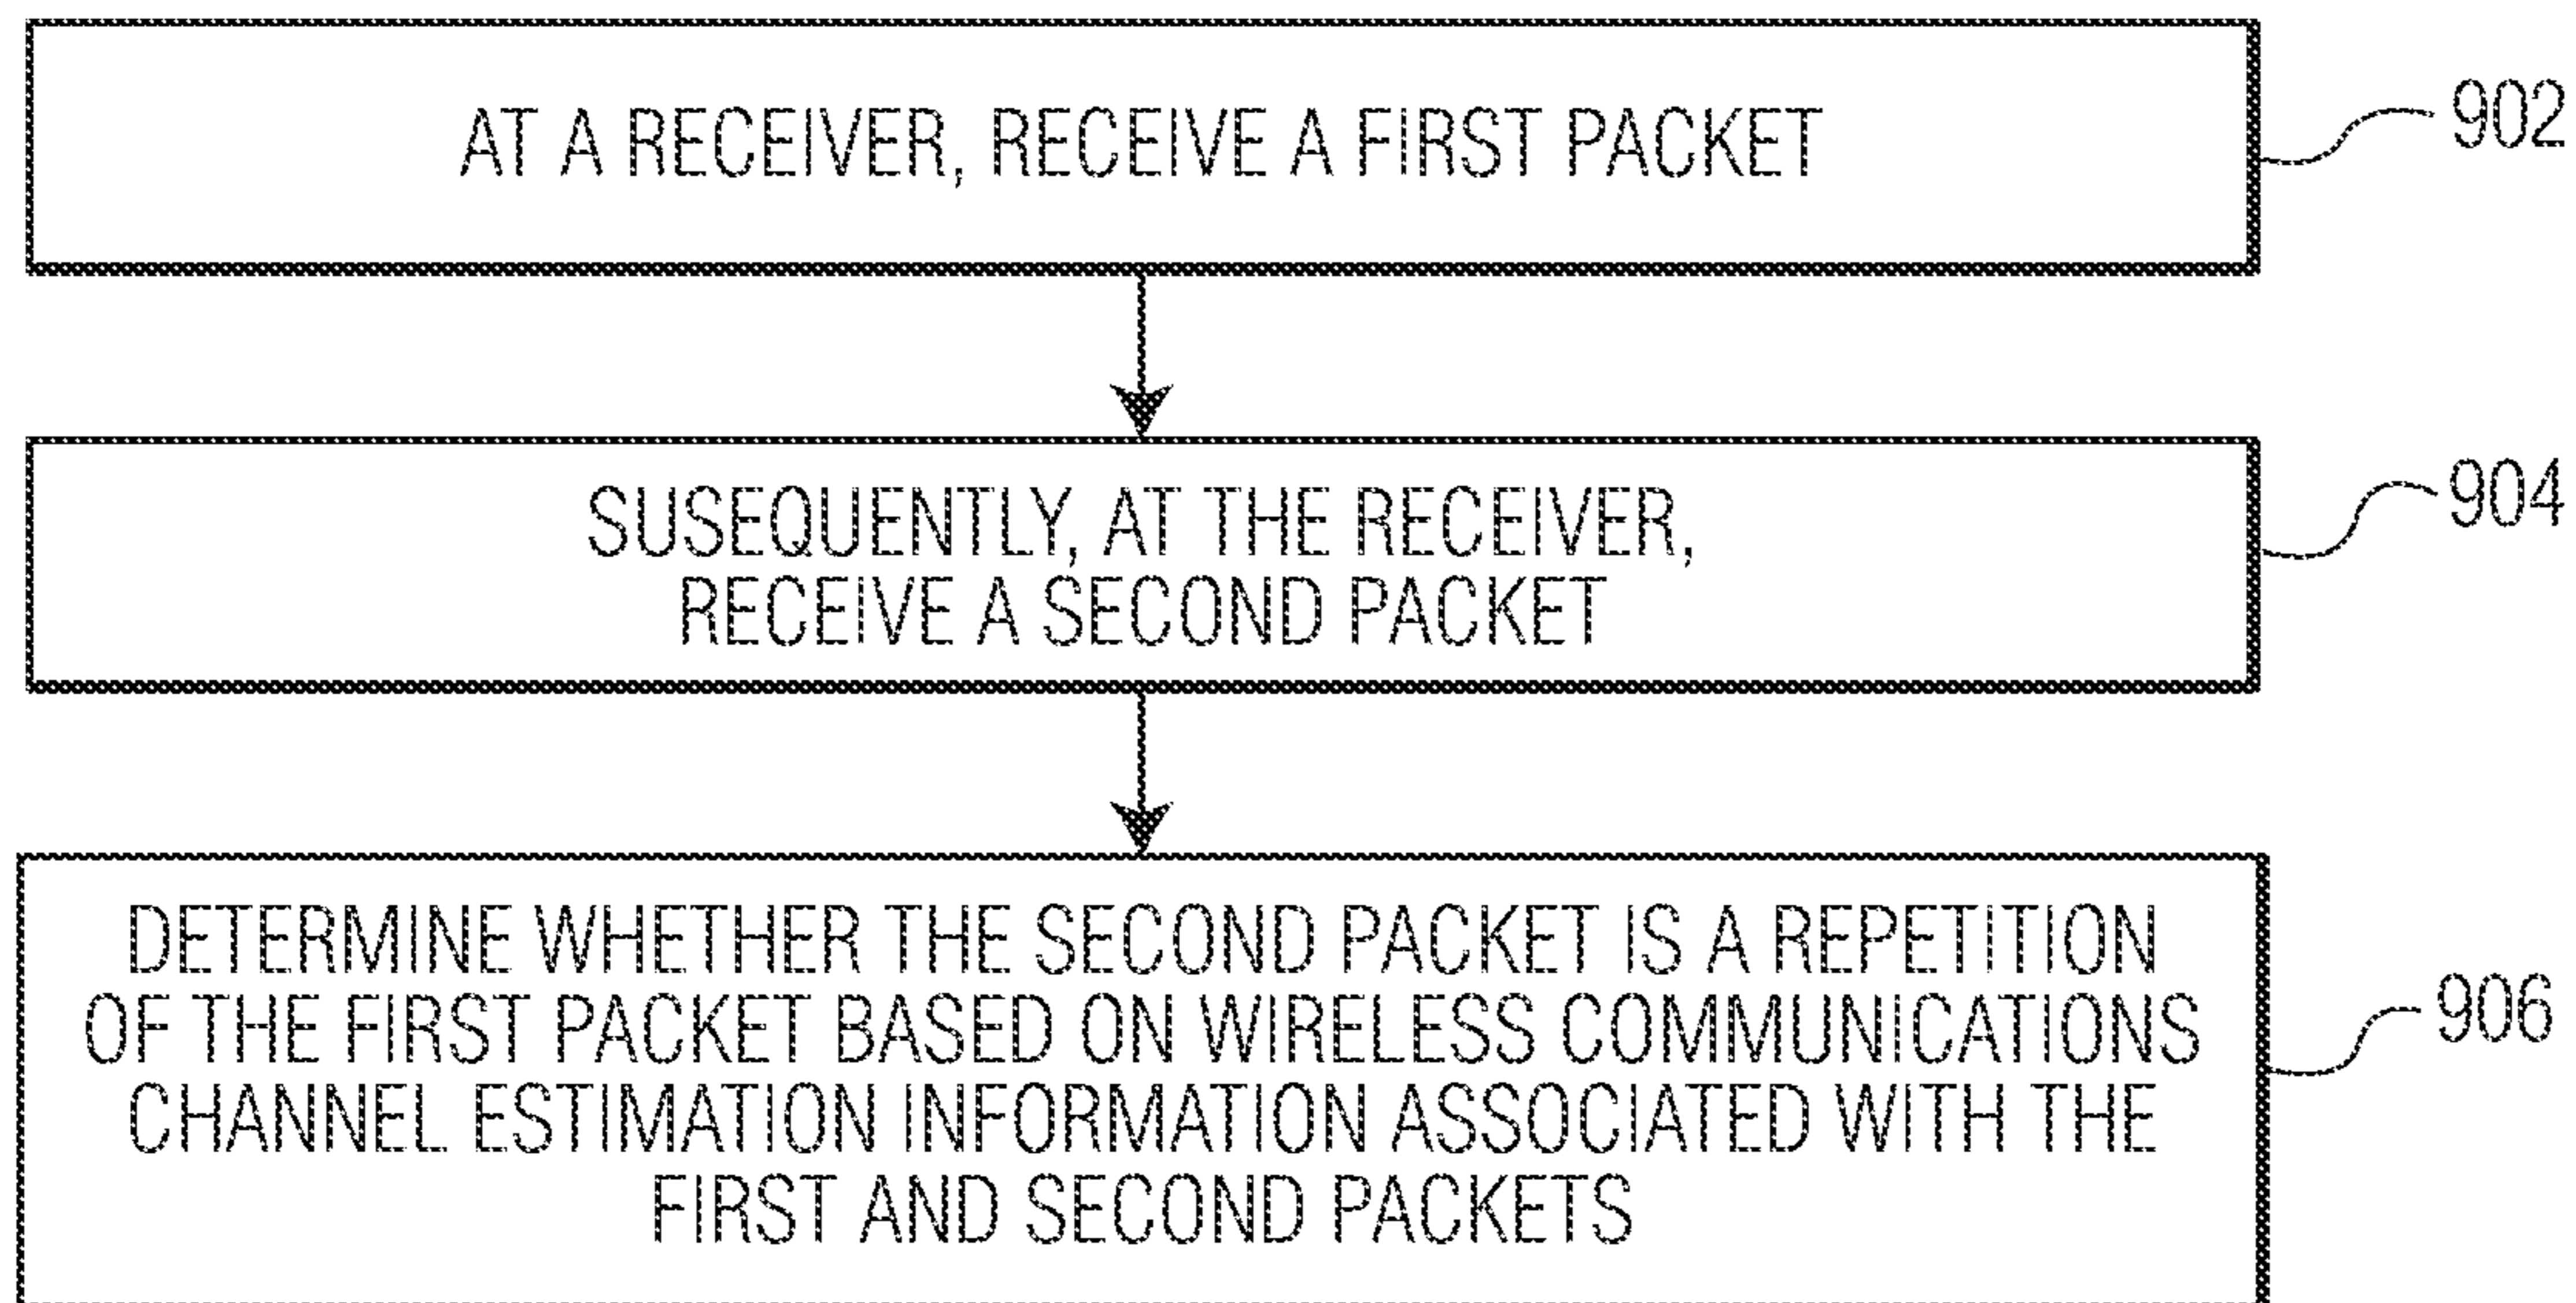 AT A RECEIVER, RECEIVE A FIRST PACKET
902
SUSEQUENTLY, AT THE RECEIVER,
RECEIVE A SECOND PACKET
904
DETERMINE WHETHER THE SECOND PACKET IS A REPETITION
OF THE FIRST PACKET BASED ON WIRELESS COMMUNICATIONS
CHANNEL ESTIMATION INFORMATION ASSOCIATED WITH THE
FIRST AND SECOND PACKETS
906